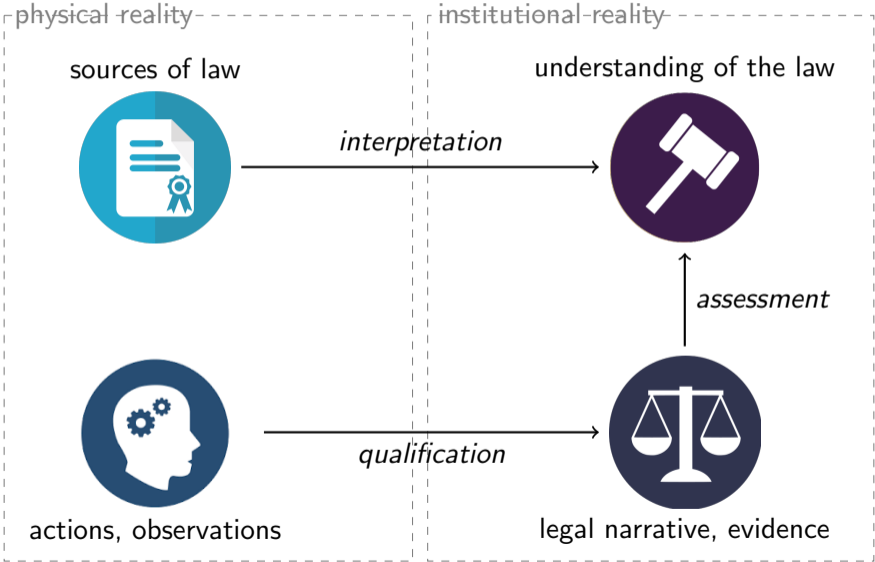 physical reality
institutional reality
sources of law
understanding of the law
interpretation
assessment
qualification
actions, observations
legal narrative, evidence